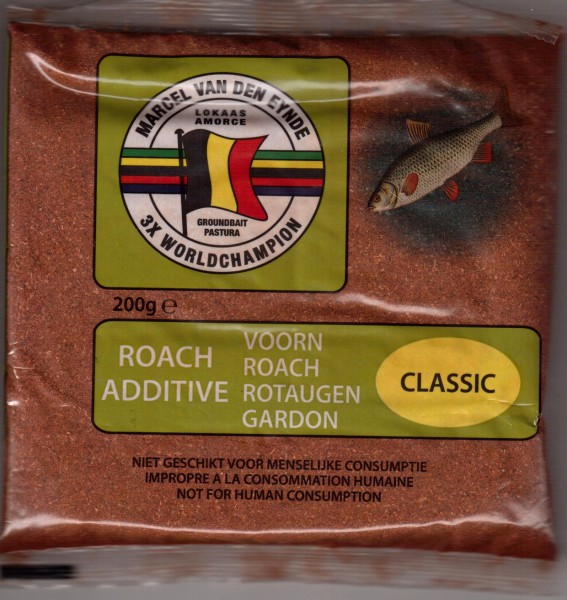 MARCEL VAN DEN EYNDE
LOKAAS
AMORCE
GROUNDBAIT
PASTURA
3X WORLDCHAMPION
200g ℮
ROACH
ADDITIVE
VOORN
ROACH
ROTAUGEN
GARDON
CLASSIC
NIET GESCHIKT VOOR MENSELIJKE CONSUMPTIE
IMPROPRE A LA CONSOMMATION HUMAINE
NOT FOR HUMAN CONSUMPTION